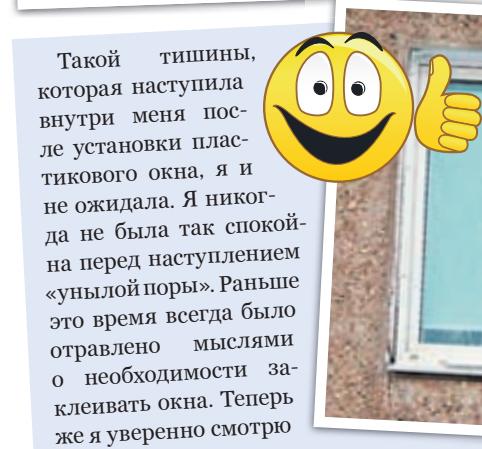 Такой тишины,
которая наступила
внутри меня пос-
ле установки плас-
тикового окна, я и
не ожидала. Я никог-
да не была так спокой-
на перед наступлением
«унылой поры». Раньше
это время всегда было
отравлено мыслями
о необходимости за-
клеивать окна. Теперь
же я уверенно смотрю